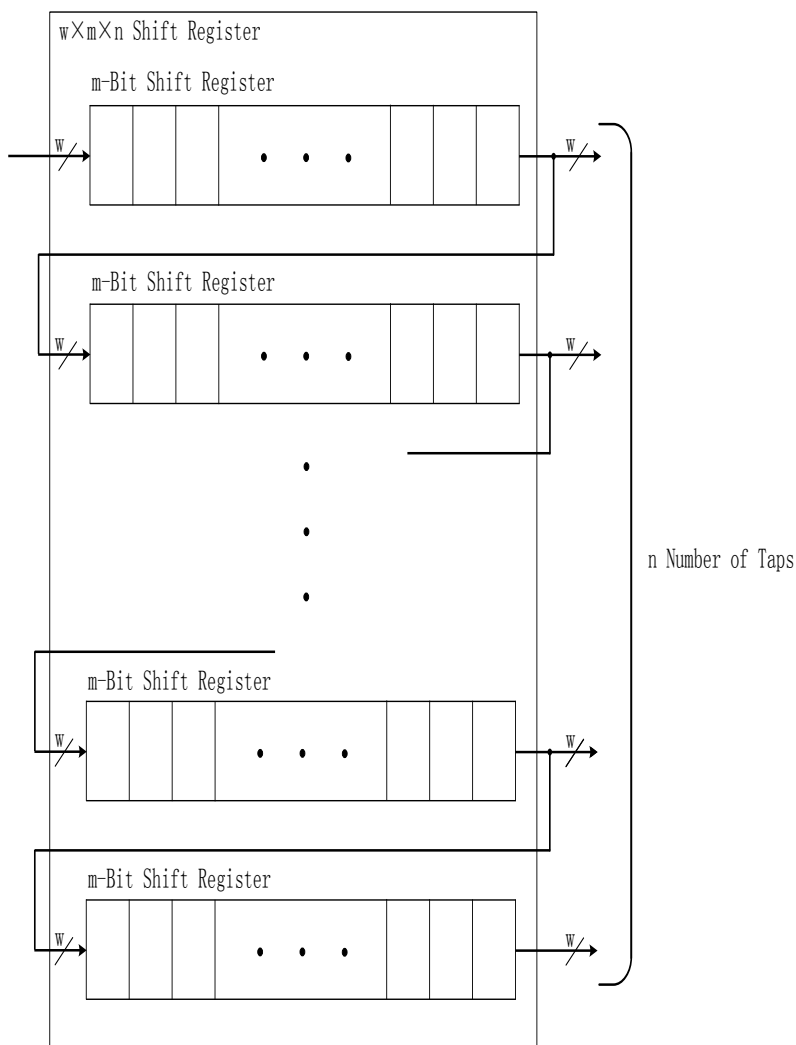 w×m×n Shift Register
m-Bit Shift Register
W
W
m-Bit Shift Register
W
W
n Number of Taps
m-Bit Shift Register
W
W
m-Bit Shift Register
W
W